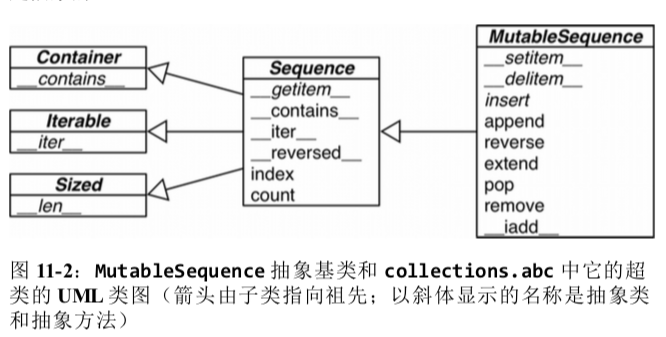 Container
__contains__
Iterable
__iter__
Sized
__len__
Sequence
__getitem__
__contains__
__iter__
__reversed__
index
count
MutableSequence
__setitem__
__delitem__
insert
append
reverse
extend
pop
remove
__iadd__
图 11-2：MutableSequence 抽象基类和 collections.abc 中它的超
类的 UML 类图（箭头由子类指向祖先；以斜体显示的名称是抽象类
和抽象方法）